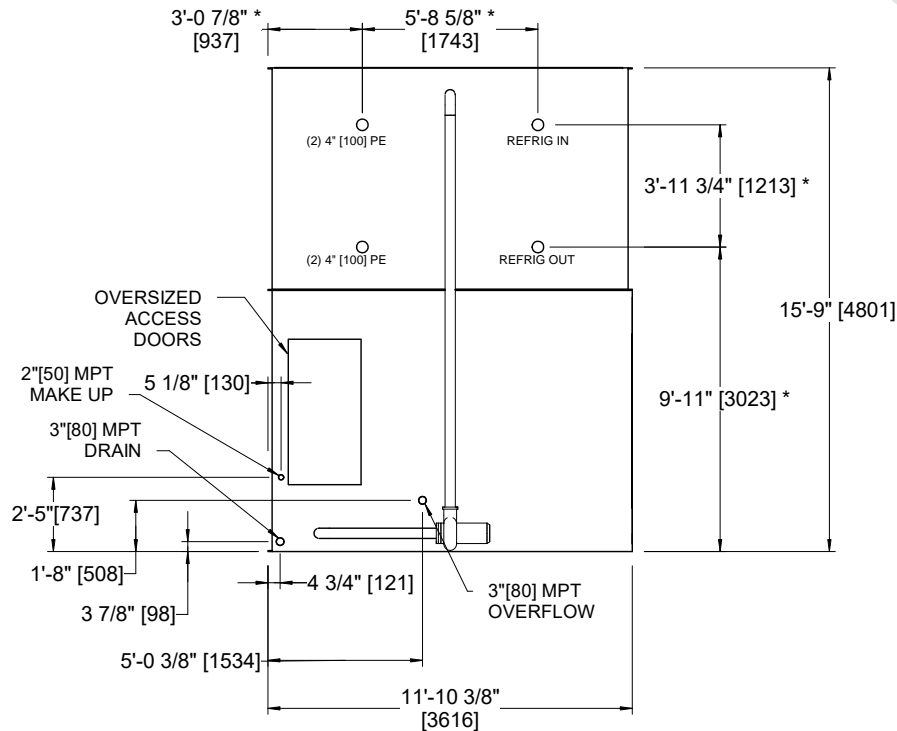 3'-0 7/8" *
[937]
5'-8 5/8" *
[1743]
(2) 4" [100] PE
REFRIG IN
3'-11 3/4" [1213] *
(2) 4" [100] PE
REFRIG OUT
OVERSIZED
ACCESS
DOORS
15'-9" [4801]
2"[50] MPT
MAKE UP
5 1/8" [130]
9'-11" [3023] *
3"[80] MPT
DRAIN
2'-5"[737]
1'-8" [508]
4 3/4" [121]
3"[80] MPT
OVERFLOW
3 7/8" [98]
5'-0 3/8" [1534]
11'-10 3/8"
[3616]